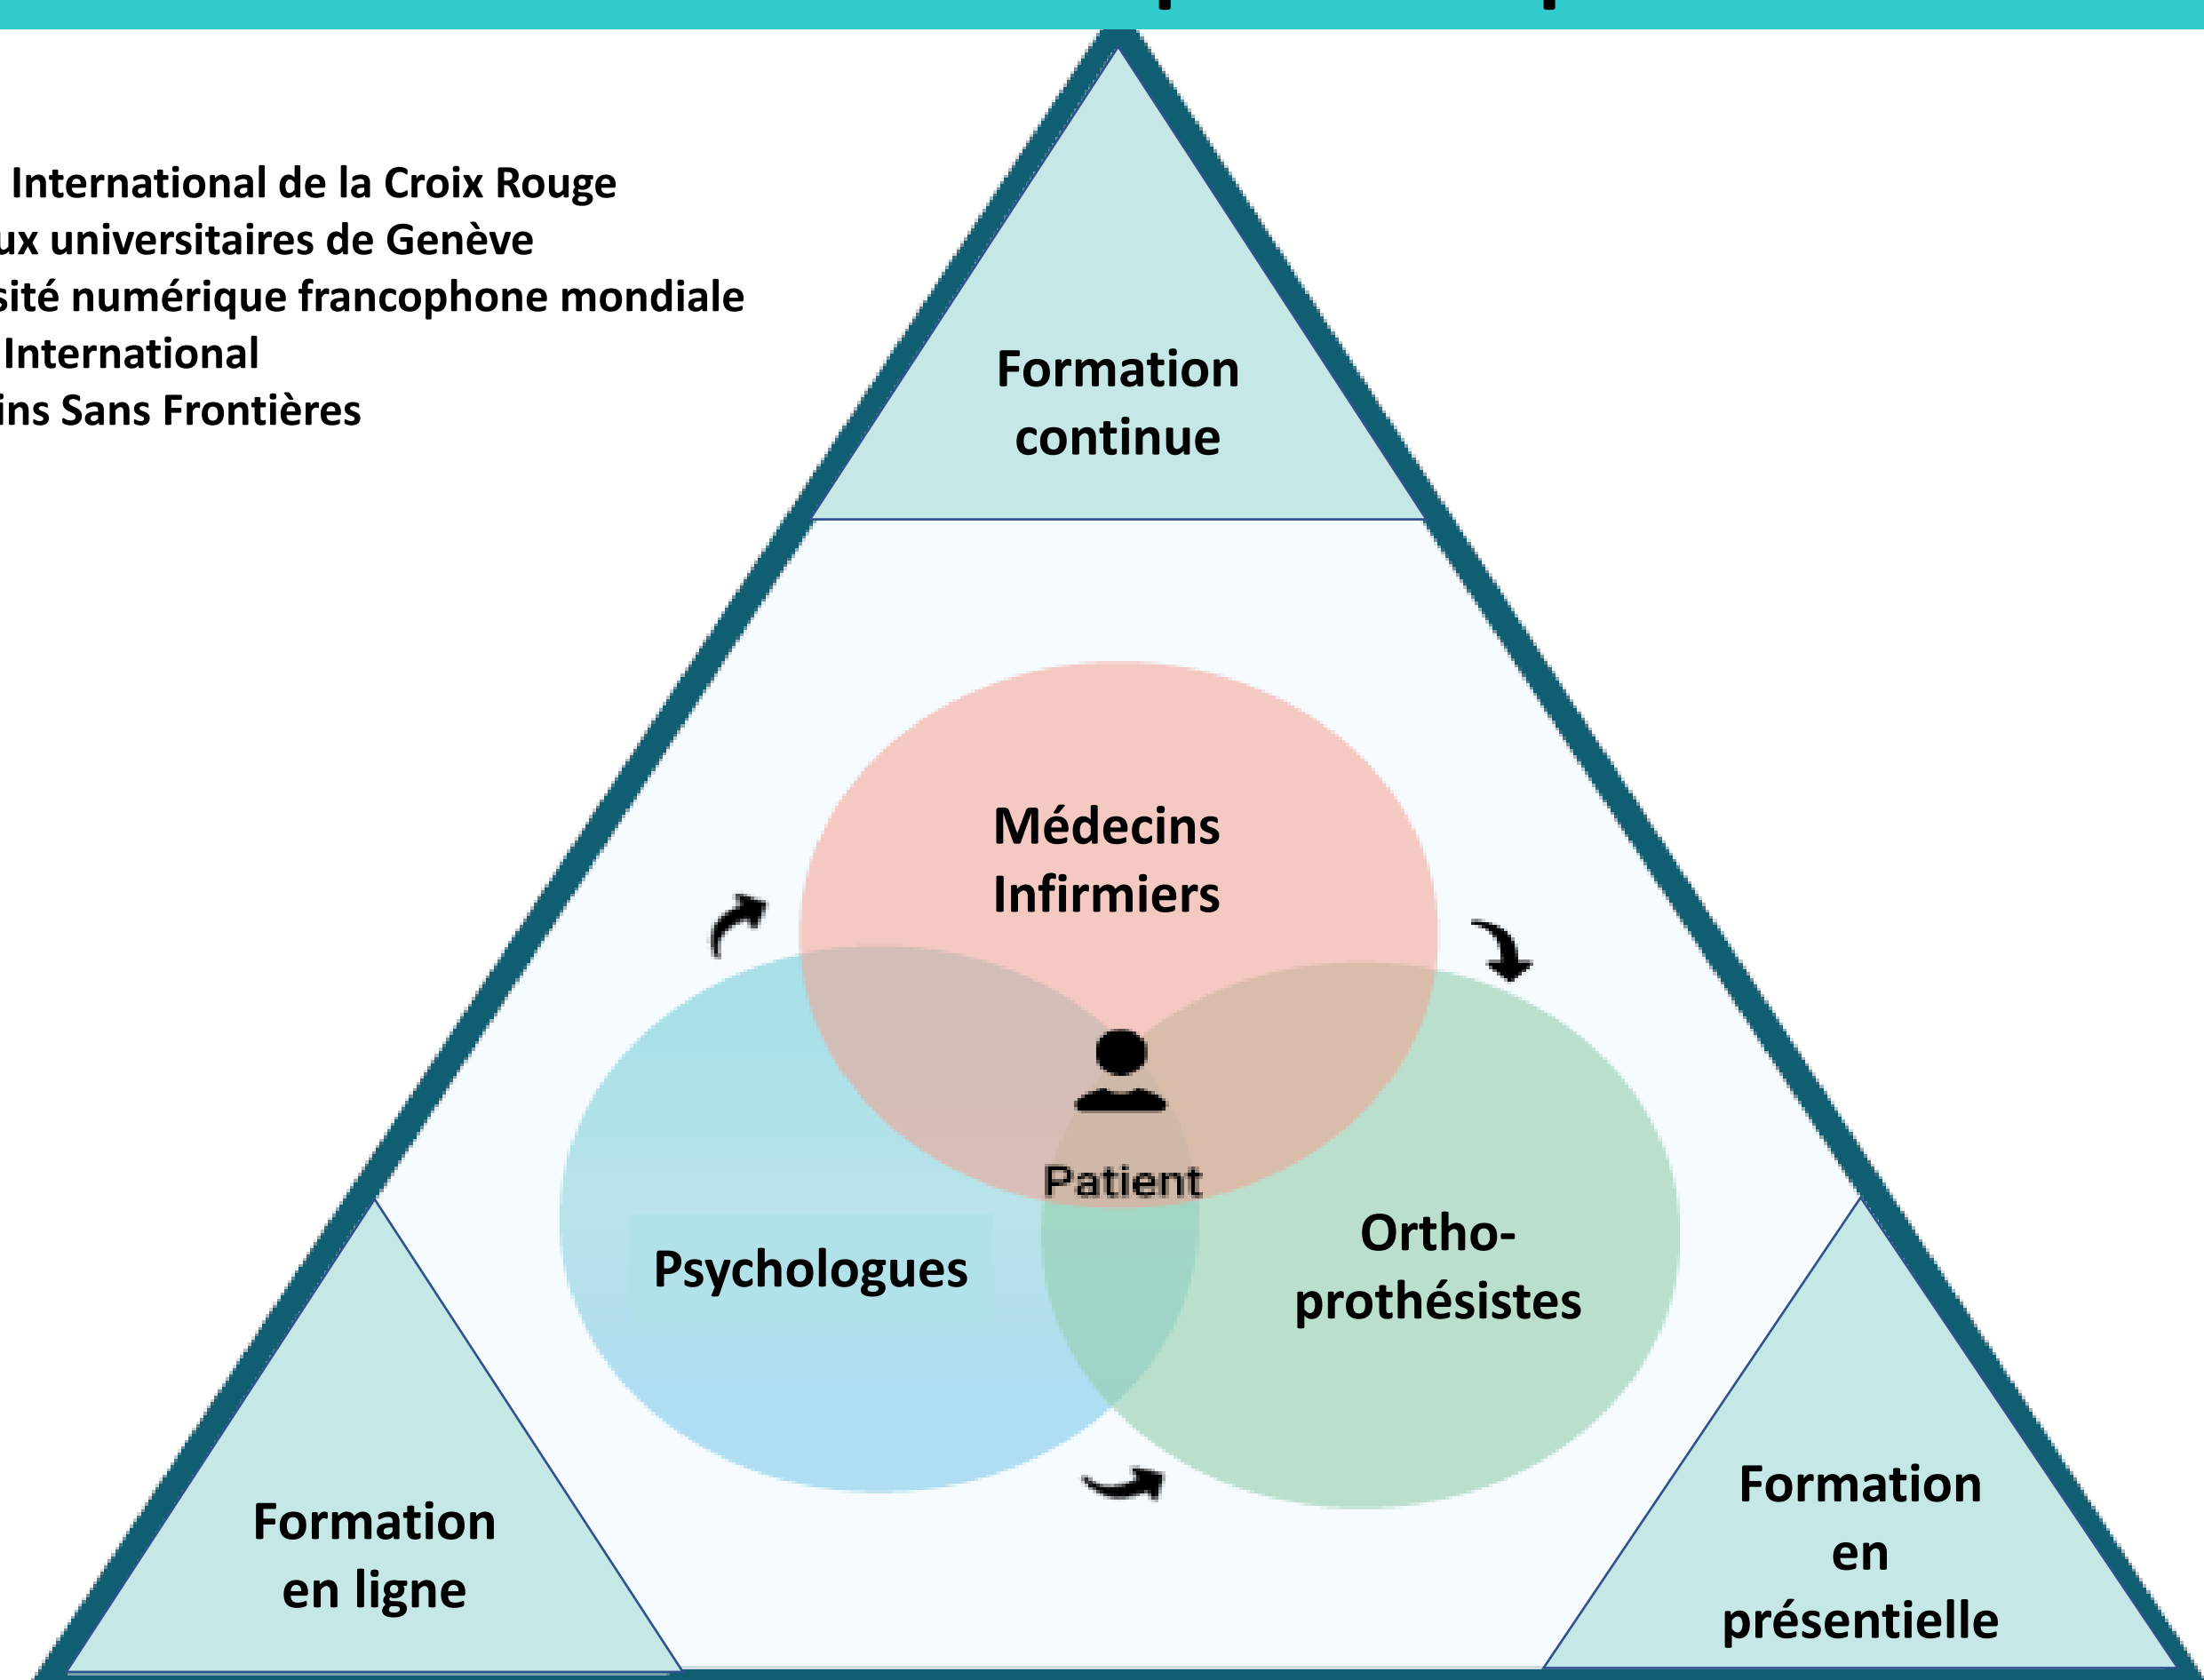 International de la Croix Rouge
ux universitaires de Genève
sité numérique francophone mondiale
International
ins Sans Frontières
Formation
continue
Médecins
Infirmiers
Patient
Psychologues
Ortho-
prothésistes
Formation
en ligne
Formation
en
présentielle